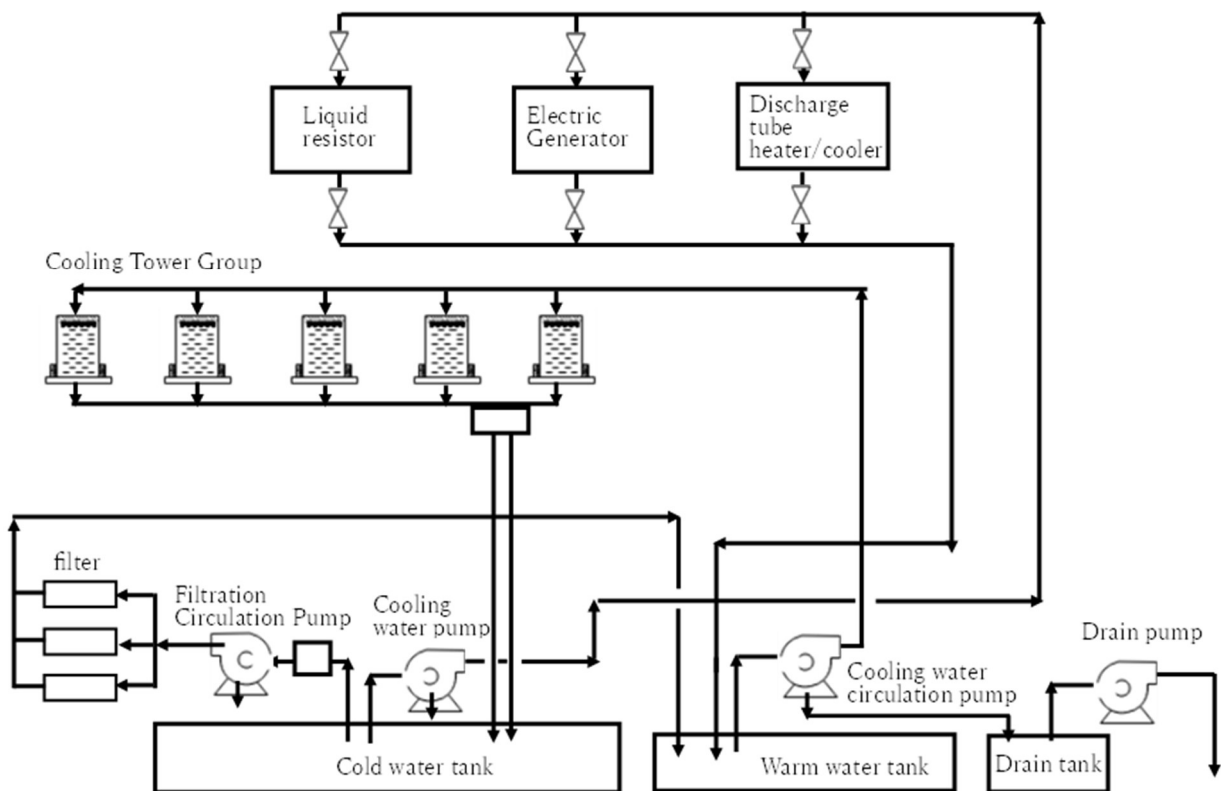 Liquid
resistor
Electric
Generator
Discharge
tube
heater/cooler
Cooling Tower Group
filter
Filtration
Circulation Pump
Cooling
water pump
Drain pump
Cooling water
circulation pump
Cold water tank
Warm water tank
Drain tank